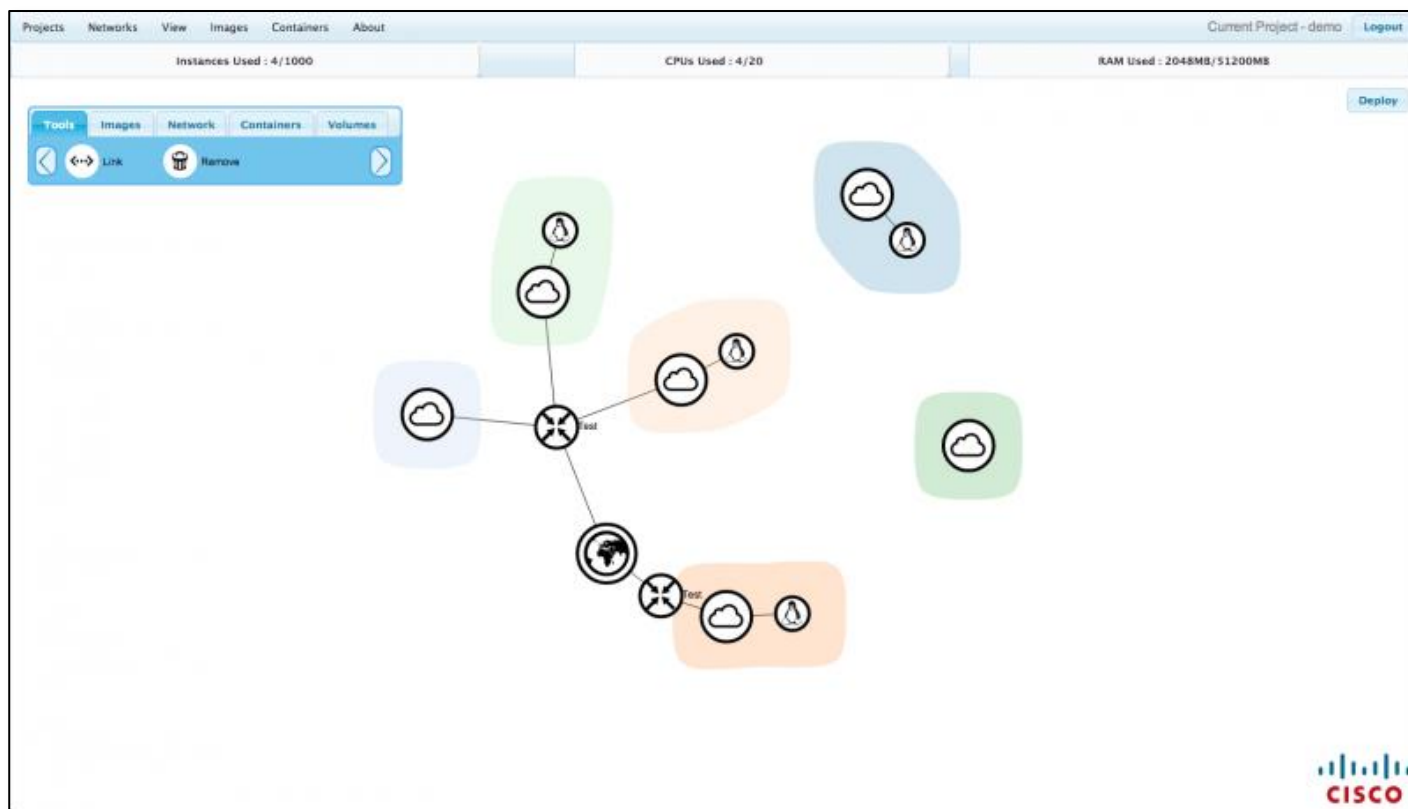 Projects Networks View Images Containers About Current Project - demo Logout
Instances Used : 4/1000 CPUs Used : 4/20 RAM Used : 2048MB/51200MB
Deploy
Tools Images Network Containers Volumes
Link Remove
Test
Test
CISCO